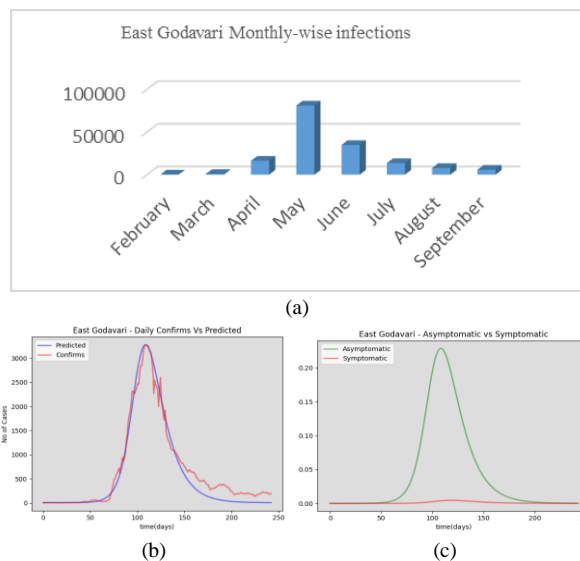 East Godavari Monthly-wise infections
100000
50000
0
February
March
April
May
June
July
August
September
(a)
East Godavari - Daily Confirms Vs Predicted
Predicted
Confirms
No of Cases
3000
2500
2000
1500
1000
500
0
0 50 100 150 200 250
time(days)
(b)
East Godavari - Asymptomatic vs Symptomatic
Asymptomatic
Symptomatic
0.20
0.15
0.10
0.05
0.00
0 100 200
time(days)
(c)